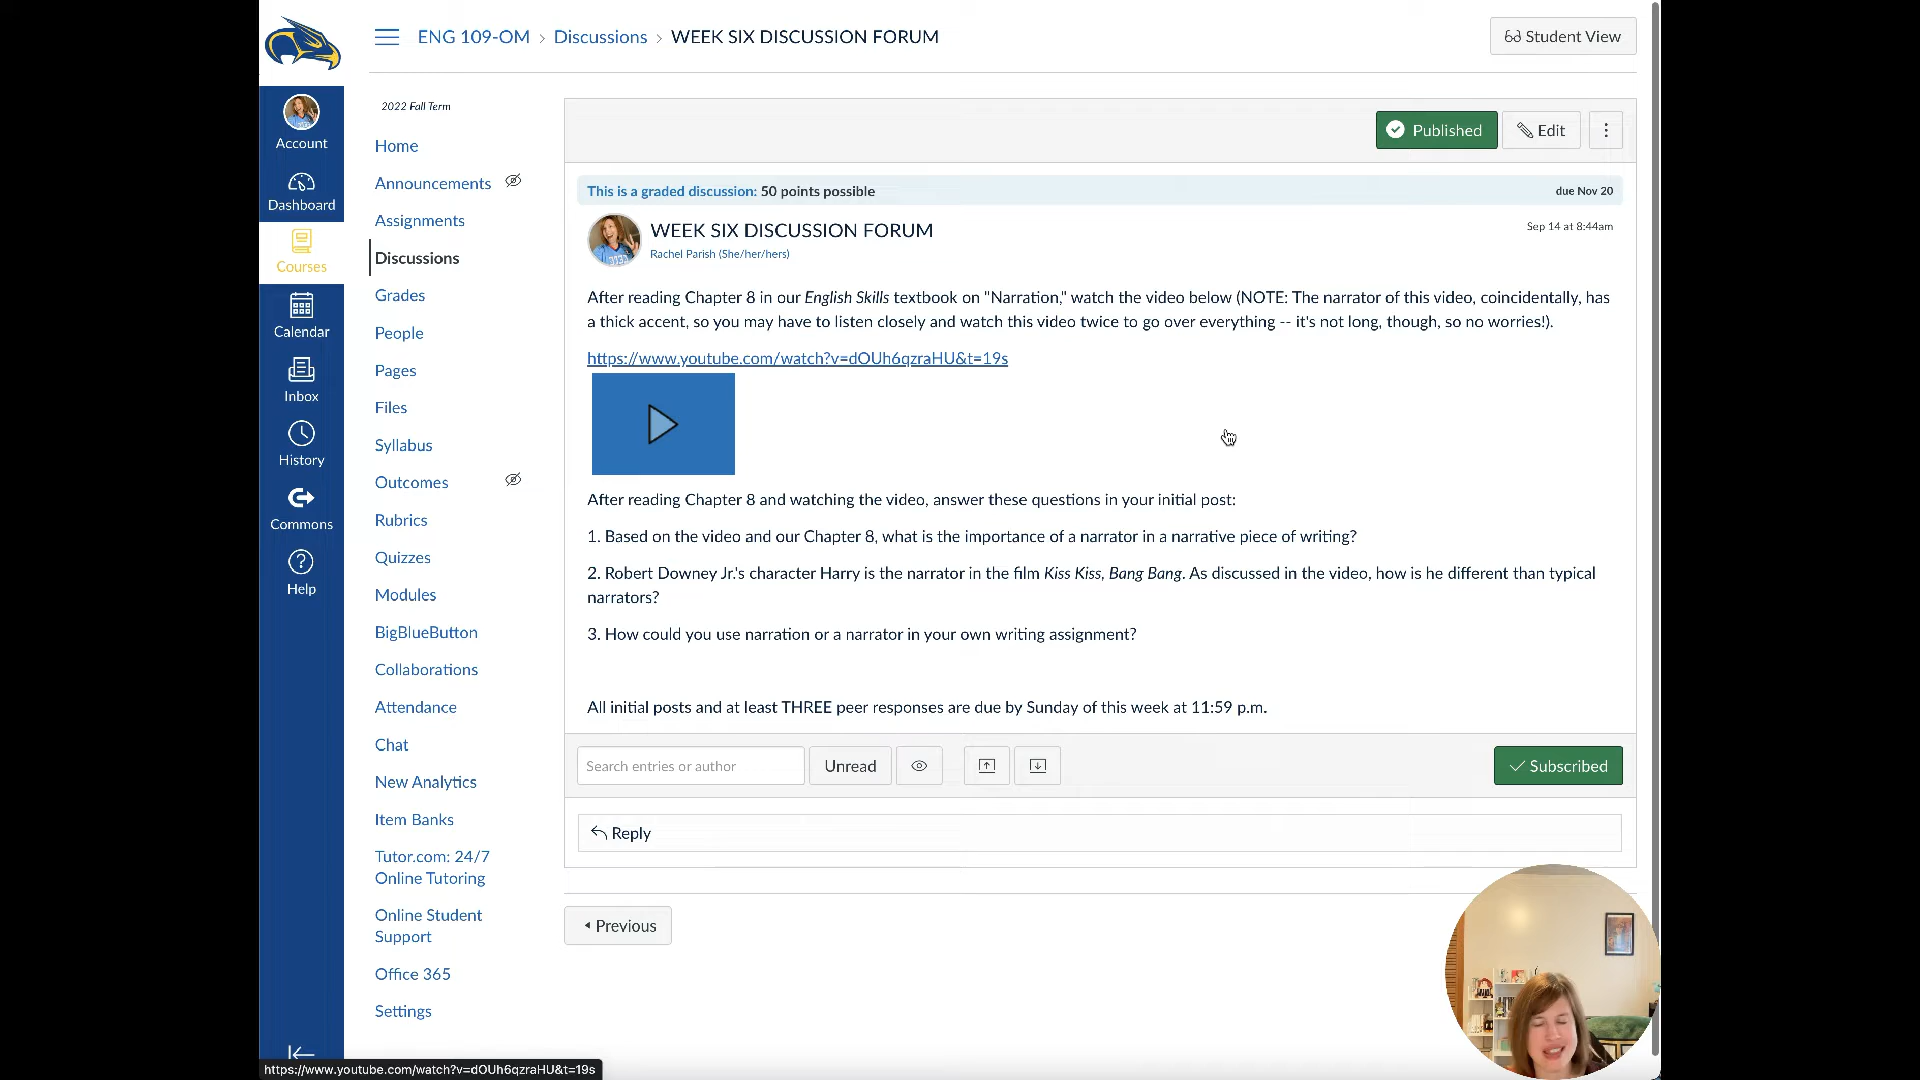 ENG 109-OM › Discussions › WEEK SIX DISCUSSION FORUM
Student View
Account
Dashboard
Courses
Calendar
Inbox
History
Commons
Help
2022 Fall Term
Home
Announcements
Assignments
Discussions
Grades
People
Pages
Files
Syllabus
Outcomes
Rubrics
Quizzes
Modules
BigBlueButton
Collaborations
Attendance
Chat
New Analytics
Item Banks
Tutor.com: 24/7
Online Tutoring
Online Student
Support
Office 365
Settings
Published
Edit
This is a graded discussion: 50 points possible
due Nov 20
WEEK SIX DISCUSSION FORUM
Rachel Parish (She/her/hers)
Sep 14 at 8:44am
After reading Chapter 8 in our English Skills textbook on "Narration," watch the video below (NOTE: The narrator of this video, coincidentally, has
a thick accent, so you may have to listen closely and watch this video twice to go over everything -- it's not long, though, so no worries!).
https://www.youtube.com/watch?v=dOUh6qzraHU&t=19s
After reading Chapter 8 and watching the video, answer these questions in your initial post:
1. Based on the video and our Chapter 8, what is the importance of a narrator in a narrative piece of writing?
2. Robert Downey Jr.'s character Harry is the narrator in the film Kiss Kiss, Bang Bang. As discussed in the video, how is he different than typical
narrators?
3. How could you use narration or a narrator in your own writing assignment?
All initial posts and at least THREE peer responses are due by Sunday of this week at 11:59 p.m.
Search entries or author
Unread
Subscribed
Reply
Previous
https://www.youtube.com/watch?v=dOUh6qzraHU&t=19s